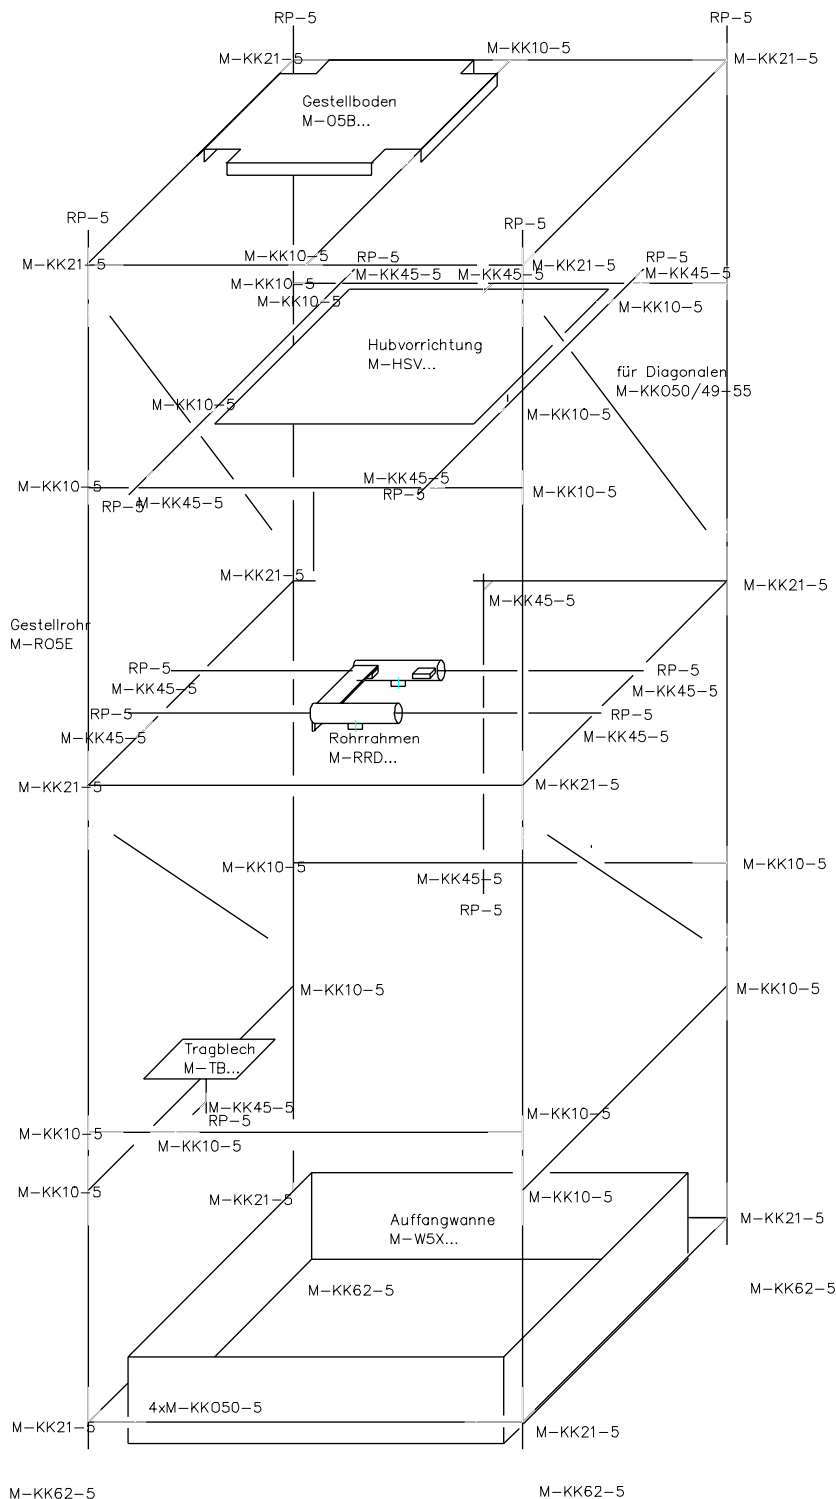 RP-5
RP-5
M-KK21-5
M-KK10-5
M-KK21-5
Gestellboden
M-O5B...
RP-5
RP-5
M-KK21-5
M-KK10-5
RP-5
M-KK21-5
RP-5
M-KK10-5
M-KK45-5
M-KK45-5
M-KK45-5
M-KK10-5
M-KK10-5
Hubvorrichtung
M-HSV...
für Diagonalen
M-KK050/49-55
M-KK10-5
M-KK10-5
M-KK10-5
M-KK45-5
RP-5
M-KK10-5
RP-5
M-KK45-5
M-KK21-5
M-KK45-5
M-KK21-5
Gestellrohr
M-R05E
RP-5
M-KK45-5
RP-5
M-KK45-5
RP-5
M-KK45-5
RP-5
M-KK45-5
Rohrrahmen
M-RRD...
M-KK21-5
M-KK21-5
M-KK10-5
M-KK45-5
M-KK10-5
RP-5
M-KK10-5
M-KK10-5
Tragblech
M-TB...
M-KK45-5
RP-5
M-KK10-5
M-KK10-5
M-KK10-5
M-KK10-5
M-KK21-5
M-KK10-5
Auffangwanne
M-W5X...
M-KK21-5
M-KK62-5
M-KK62-5
4xM-KK050-5
M-KK21-5
M-KK21-5
M-KK62-5
M-KK62-5